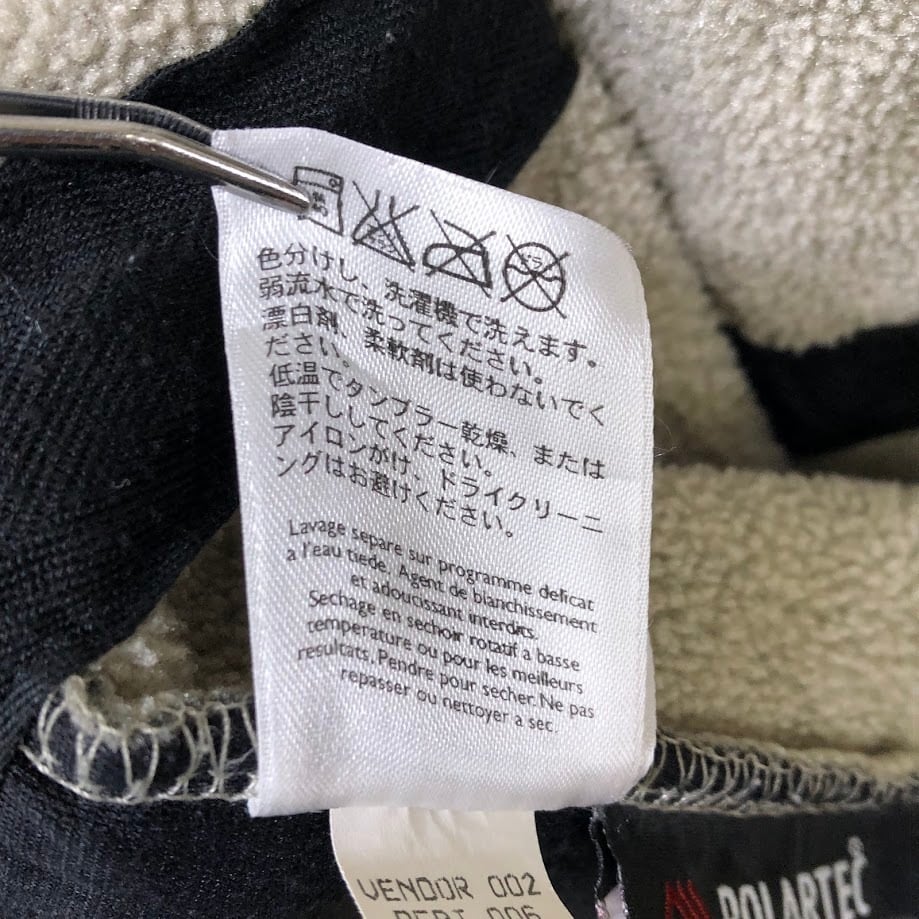 色分けし、洗濯機で洗えます。
弱流水で洗ってください。
漂白剤、柔軟剤は使わないでく
ださい。
低温でタンブラー乾燥、または
陰干ししてください。
アイロンがけ、ドライクリーニ
ングはお避けください。
Lavage separe sur programme delicat
a l'eau tiede. Agent de blanchissement
et adoucissant interdits.
Sechage en sechoir rotatif a basse
temperature ou pour les meilleurs
resultats. Pendre pour secher. Ne pas
repasser ou nettoyer a sec.
VENDOR 002
DEPT 006
POLARTEC